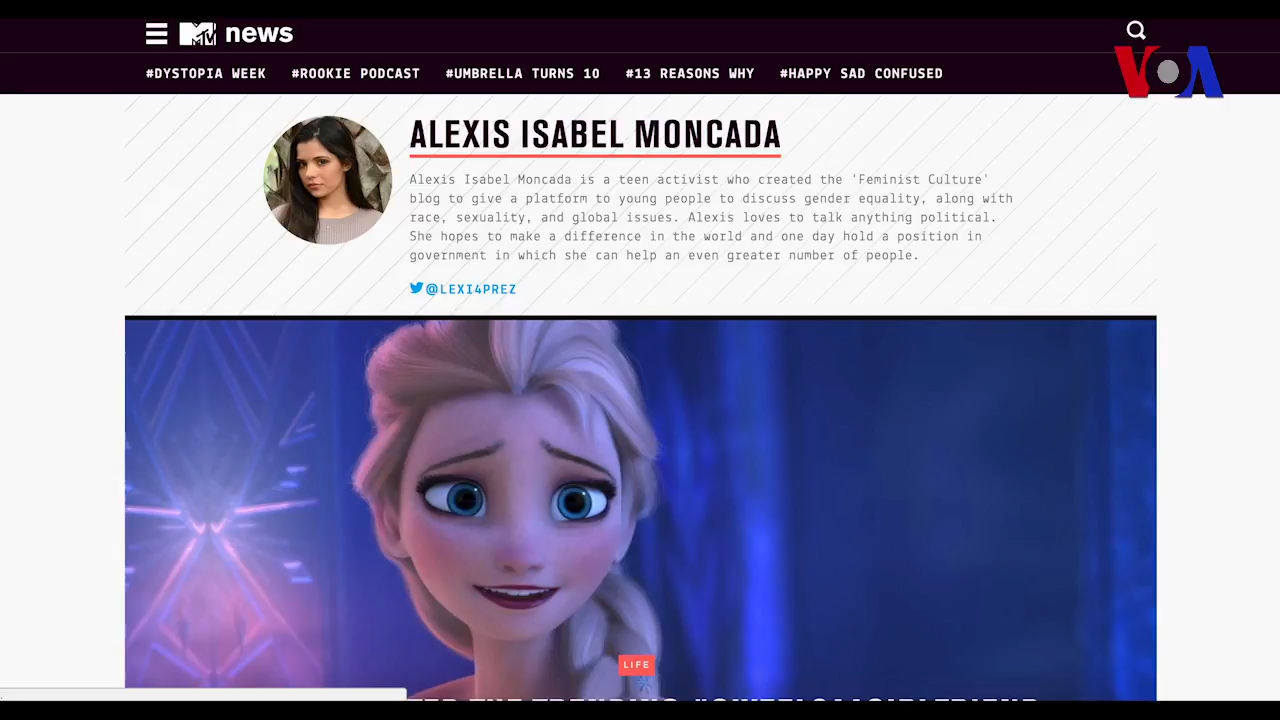 MTV news
VOA
#DYSTOPIA WEEK #ROOKIE PODCAST #UMBRELLA TURNS 10 #13 REASONS WHY #HAPPY SAD CONFUSED
ALEXIS ISABEL MONCADA
Alexis Isabel Moncada is a teen activist who created the 'Feminist Culture'
blog to give a platform to young people to discuss gender equality, along with
race, sexuality, and global issues. Alexis loves to talk anything political.
She hopes to make a difference in the world and one day hold a position in
government in which she can help an even greater number of people.
@LEXI4PREZ
LIFE
THE TRENDING